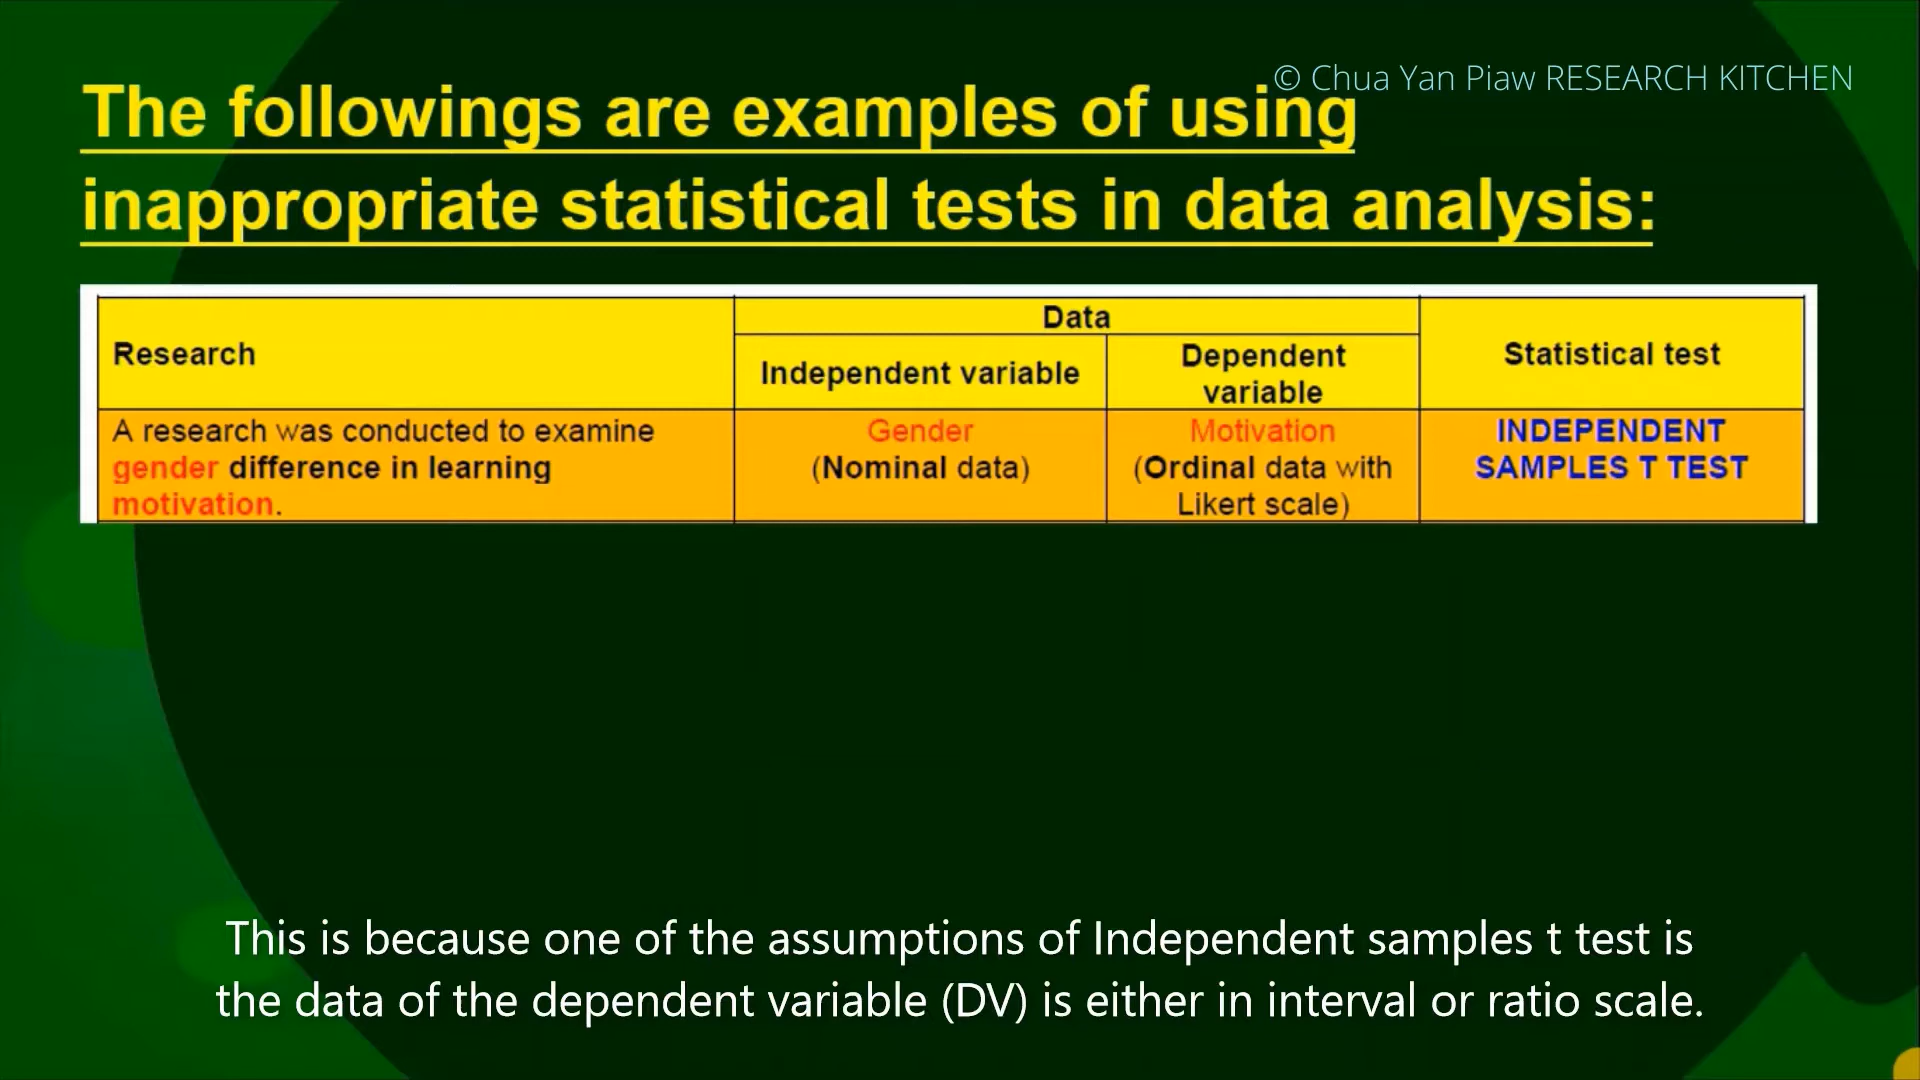 © Chua Yan Piaw RESEARCH KITCHEN
The followings are examples of using
inappropriate statistical tests in data analysis:
Research
Data
Independent variable
Dependent
variable
Statistical test
A research was conducted to examine
gender difference in learning
motivation.
Gender
(Nominal data)
Motivation
(Ordinal data with
Likert scale)
INDEPENDENT
SAMPLES T TEST
This is because one of the assumptions of Independent samples t test is
the data of the dependent variable (DV) is either in interval or ratio scale.